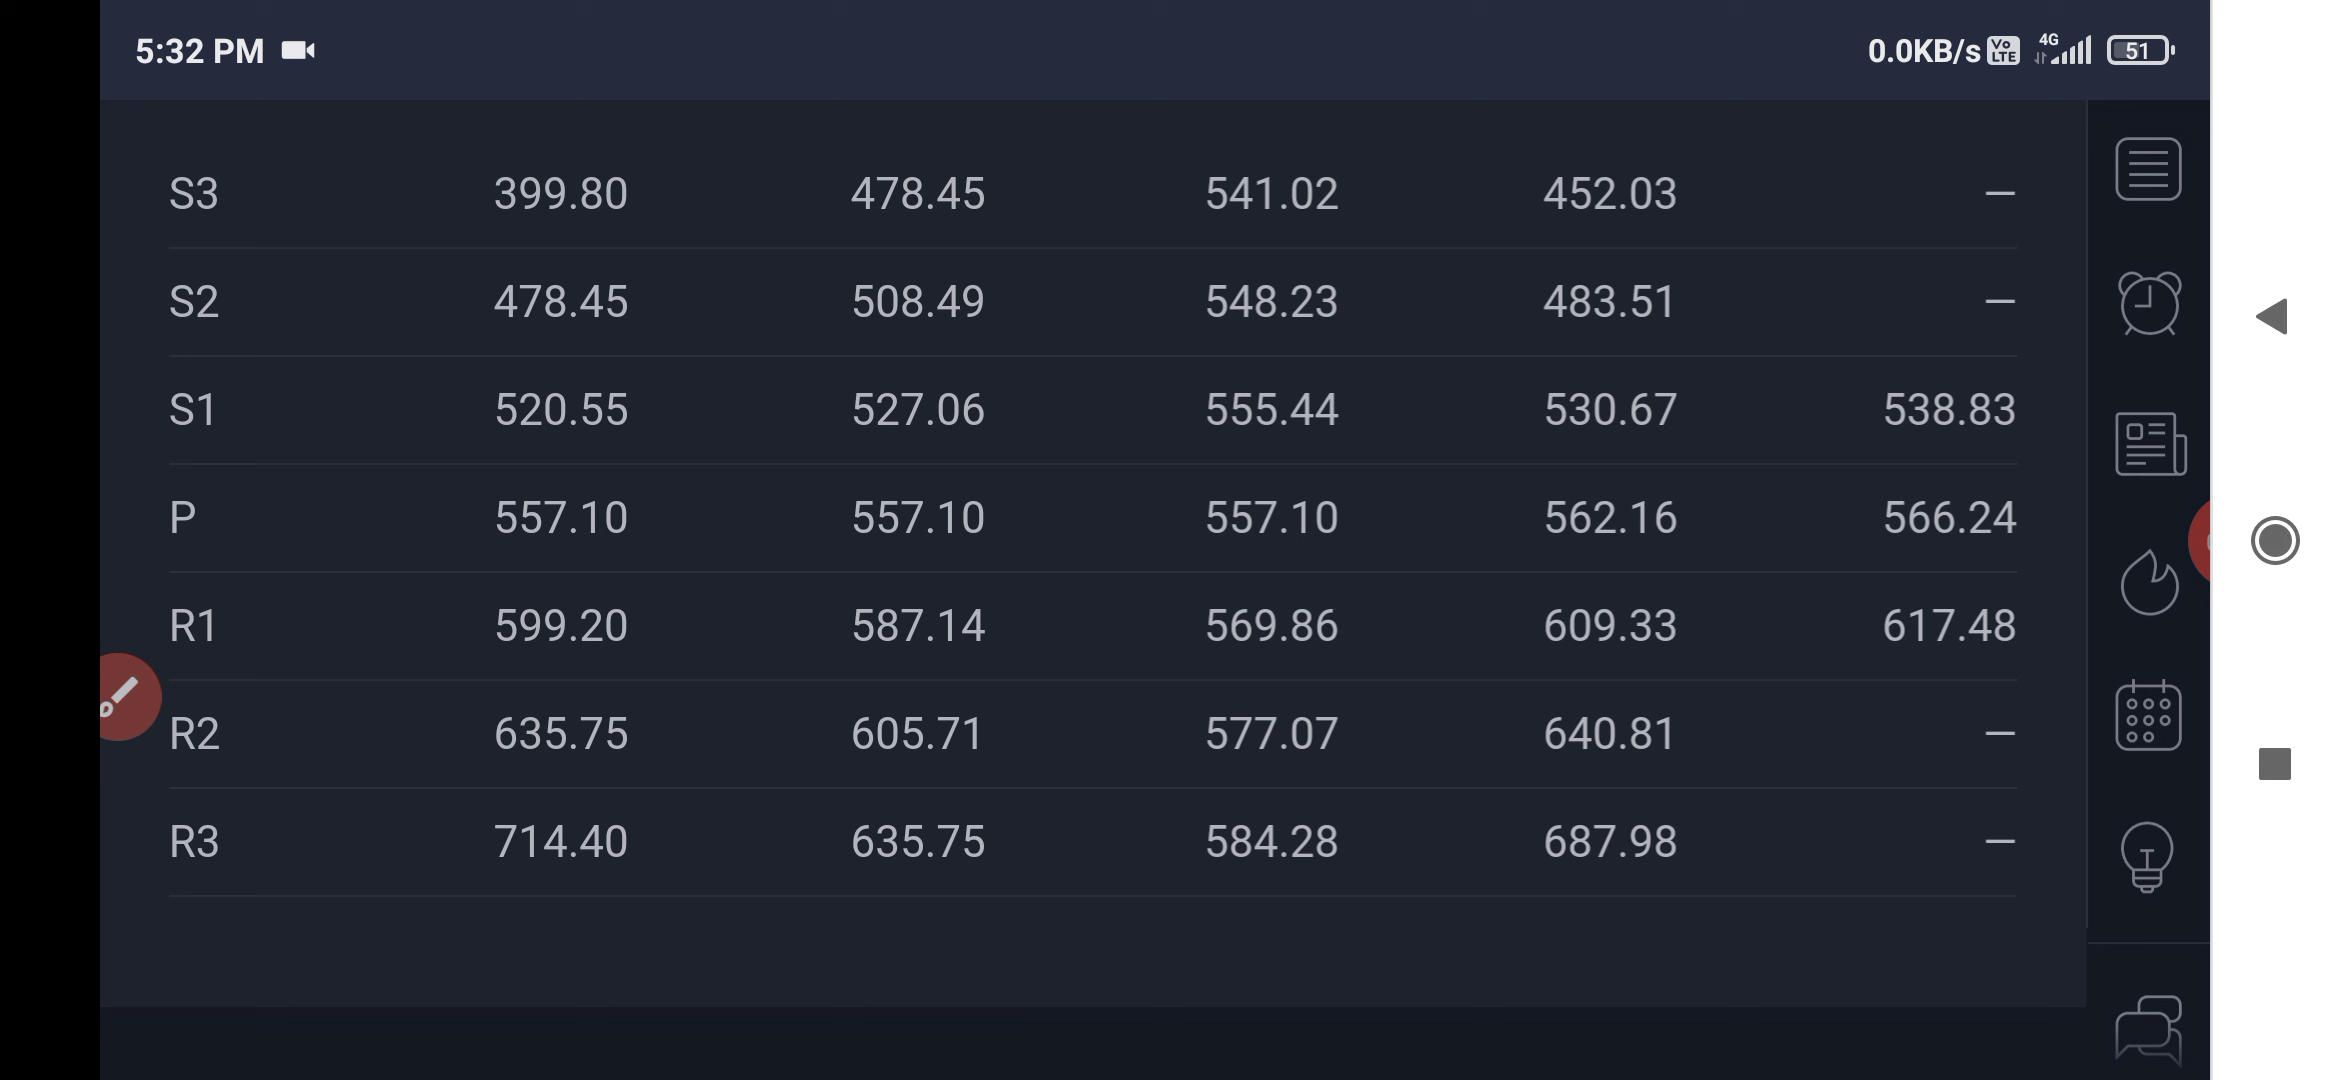 5:32 PM 0.0KB/s Vo LTE 4G 51
S3 399.80 478.45 541.02 452.03 —
S2 478.45 508.49 548.23 483.51 —
S1 520.55 527.06 555.44 530.67 538.83
P 557.10 557.10 557.10 562.16 566.24
R1 599.20 587.14 569.86 609.33 617.48
R2 635.75 605.71 577.07 640.81 —
R3 714.40 635.75 584.28 687.98 —